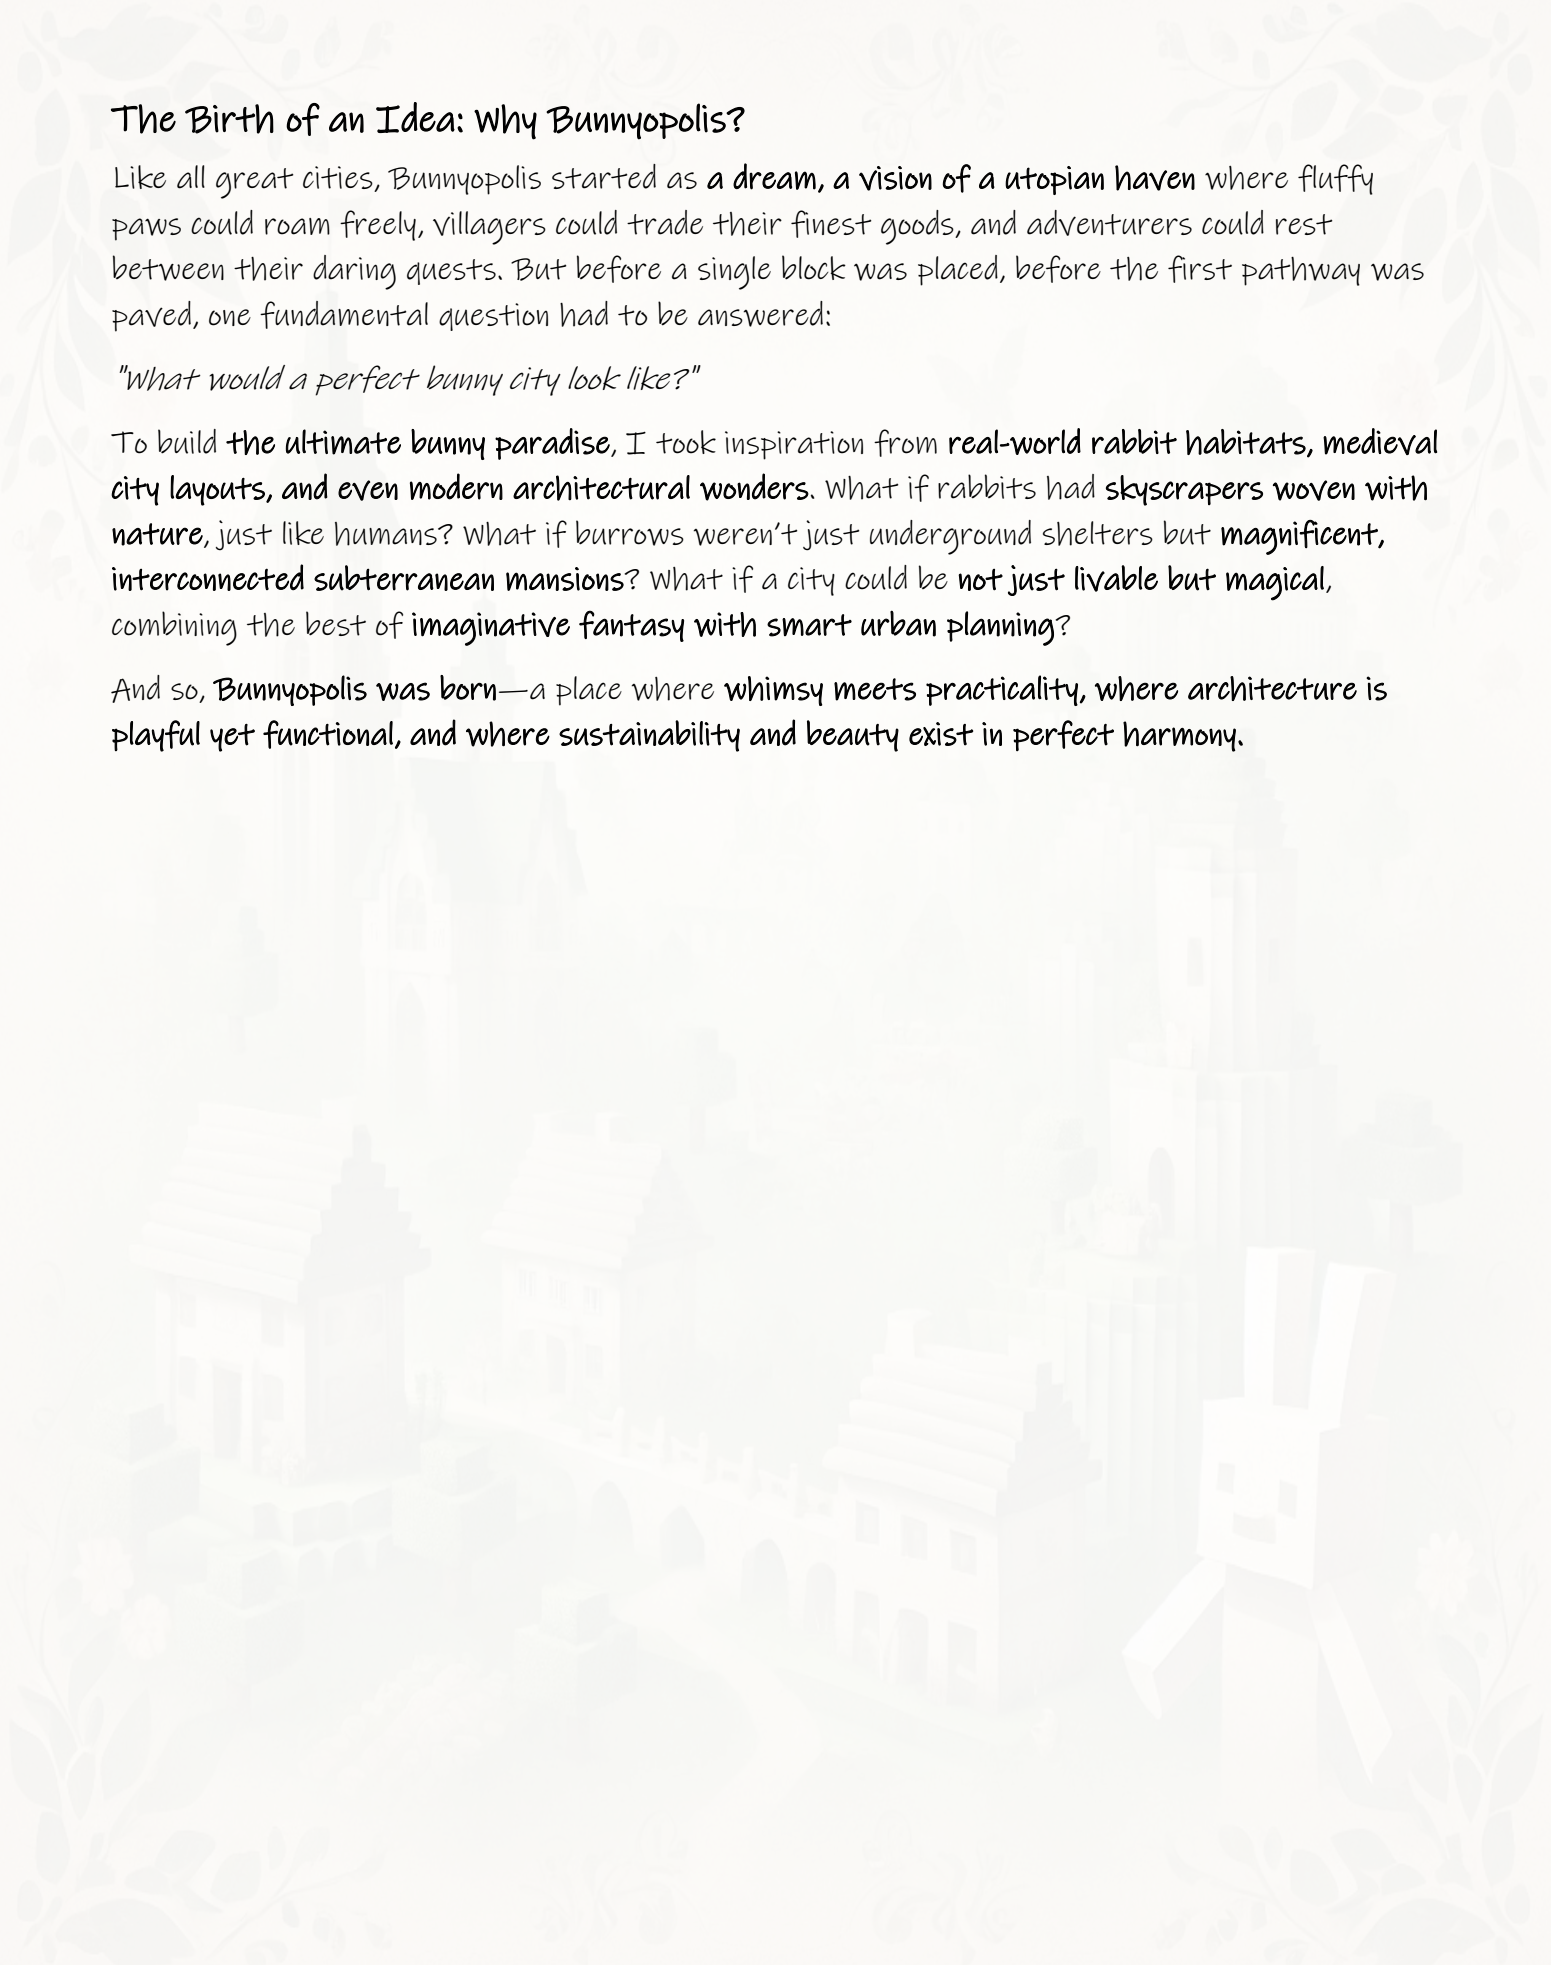 The Birth of an Idea: Why Bunnyopolis?
Like all great cities, Bunnyopolis started as a dream, a vision of a utopian haven where fluffy
paws could roam freely, villagers could trade their finest goods, and adventurers could rest
between their daring quests. But before a single block was placed, before the first pathway was
paved, one fundamental question had to be answered:
"What would a perfect bunny city look like?"
To build the ultimate bunny paradise, I took inspiration from real-world rabbit habitats, medieval
city layouts, and even modern architectural wonders. What if rabbits had skyscrapers woven with
nature, just like humans? What if burrows weren't just underground shelters but magnificent,
interconnected subterranean mansions? What if a city could be not just livable but magical,
combining the best of imaginative fantasy with smart urban planning?
And so, Bunnyopolis was born—a place where whimsy meets practicality, where architecture is
playful yet functional, and where sustainability and beauty exist in perfect harmony.